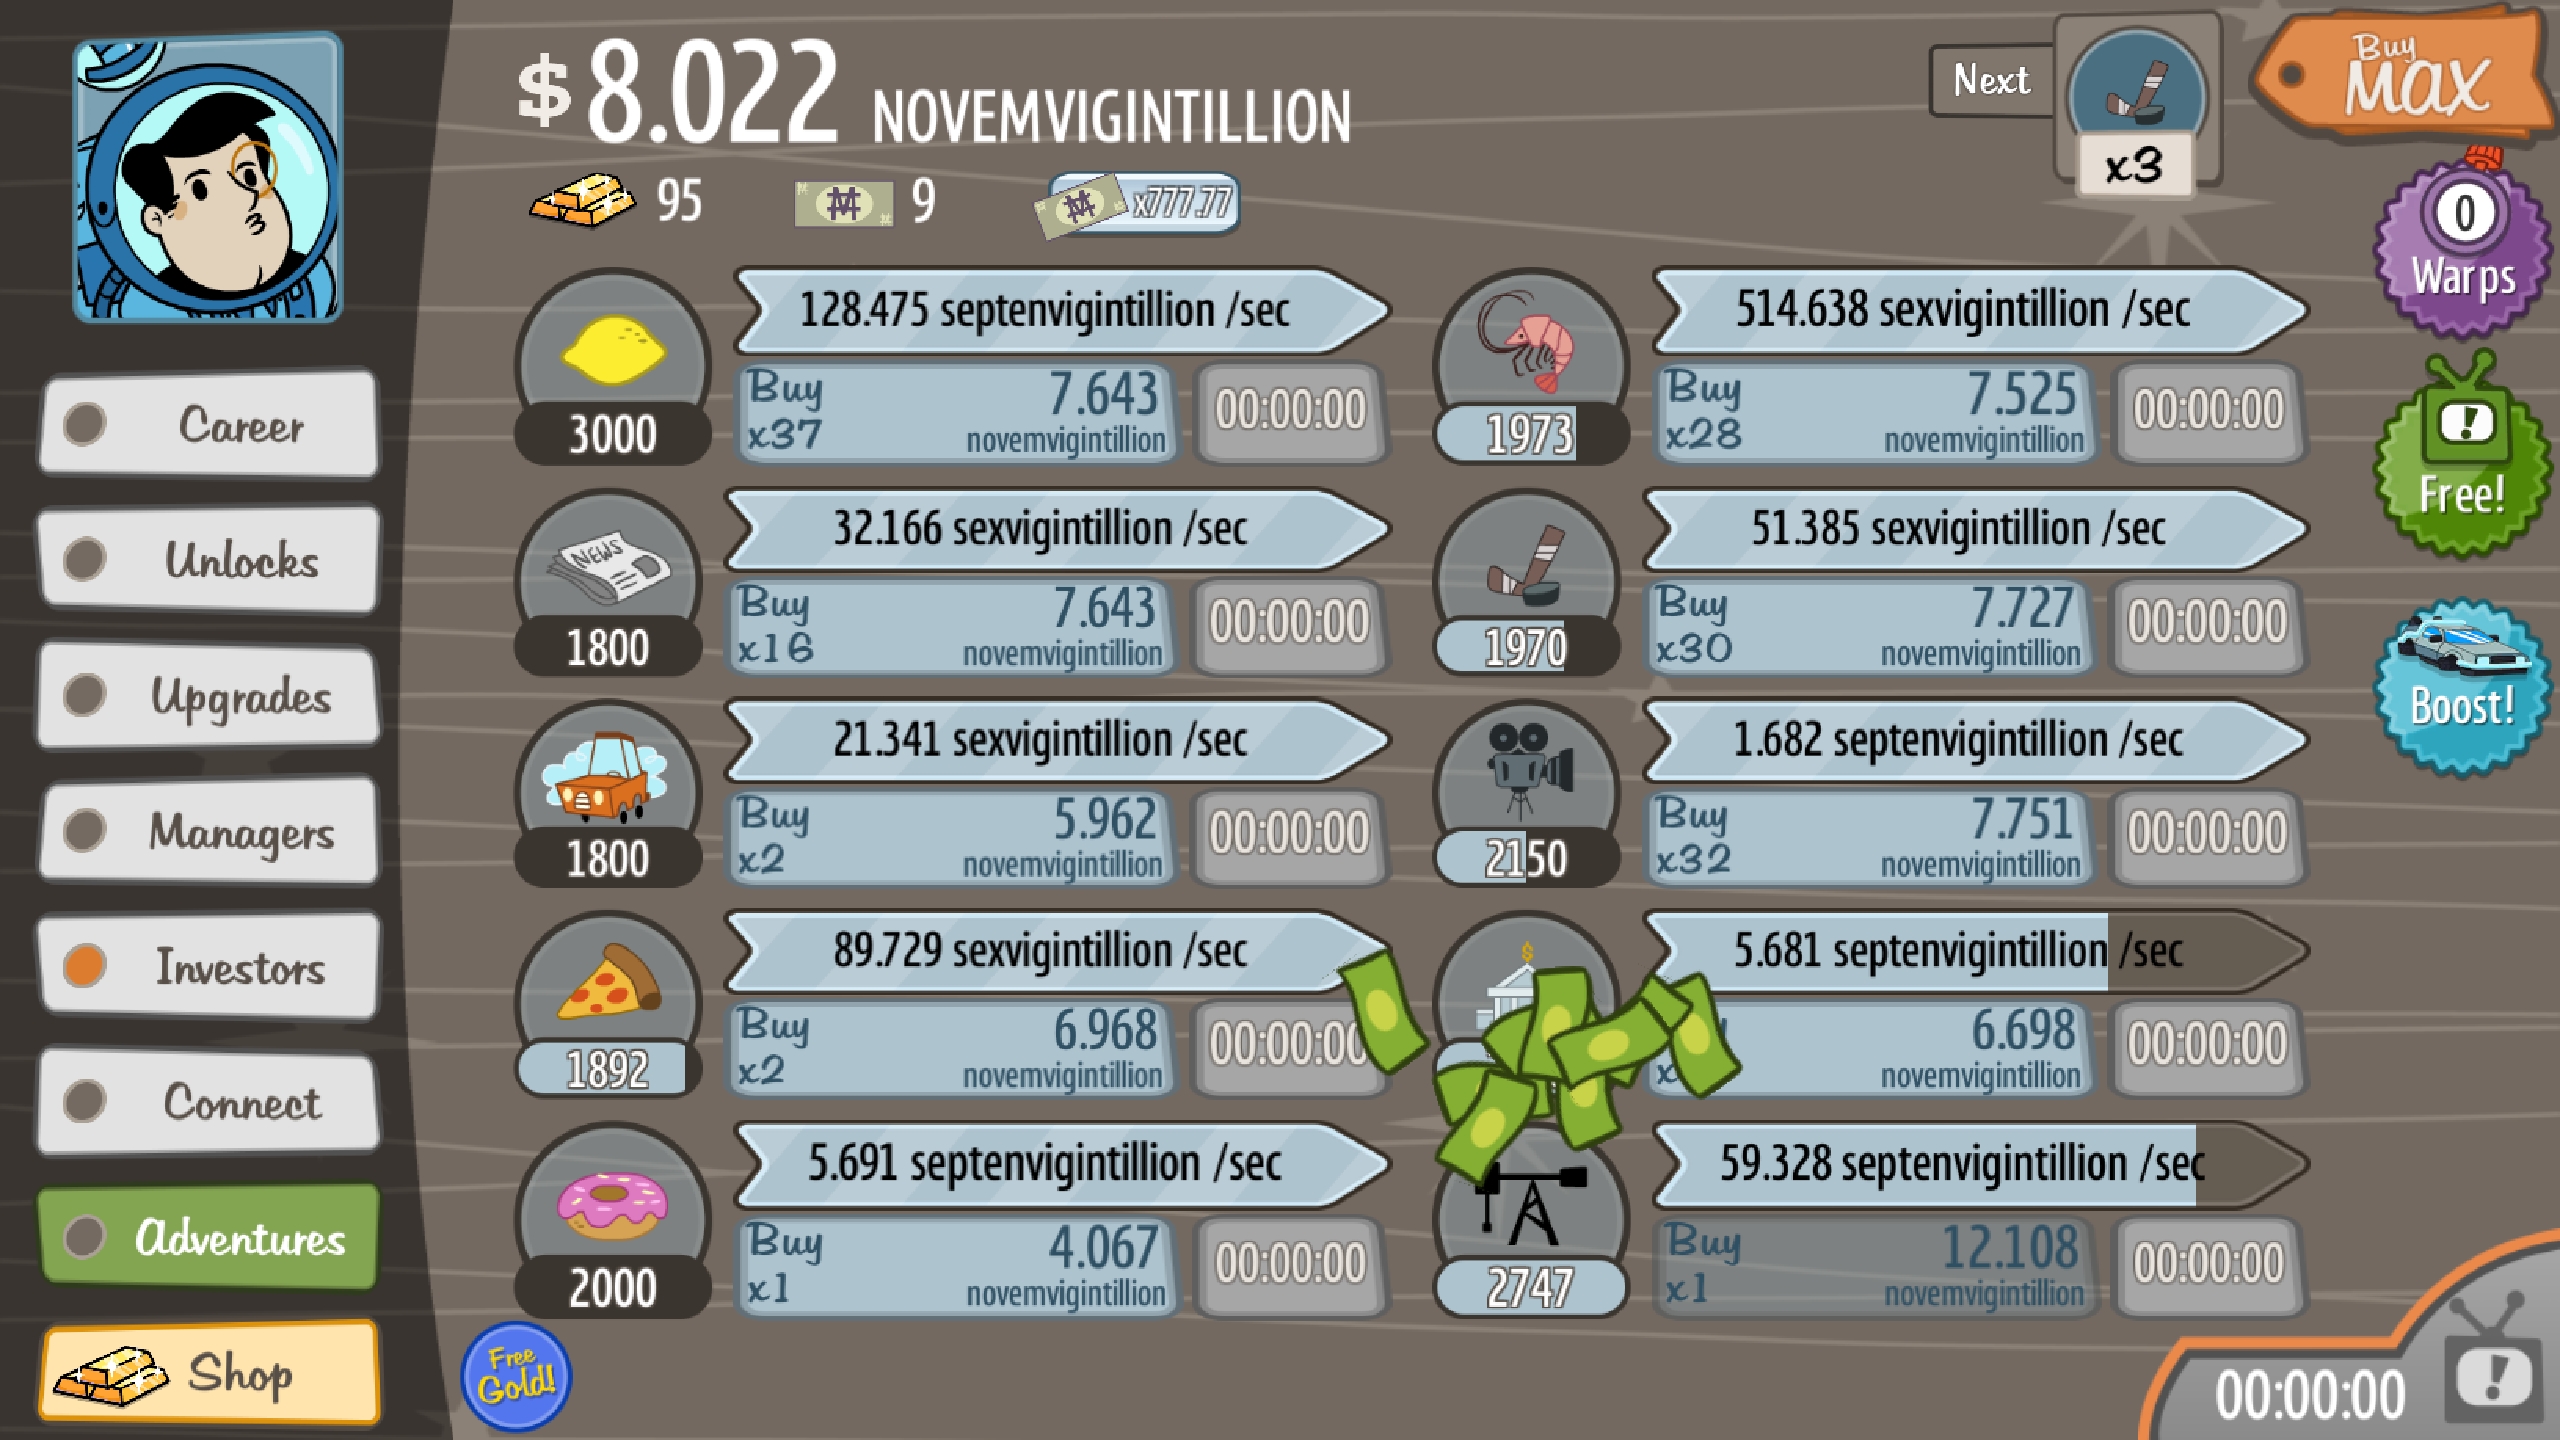 $8.022 NOVEMVIGINTILLION
Next
x3
Buy
MAX
95
9
x777.77
0
Warps
Free!
Boost!
Career
Unlocks
Upgrades
Managers
Investors
Connect
Adventures
Shop
128.475 septenvigintillion /sec
3000
Buy
x37
7.643
novemvigintillion
00:00:00
NEWS
32.166 sexvigintillion /sec
1800
Buy
x16
7.643
novemvigintillion
00:00:00
21.341 sexvigintillion /sec
1800
Buy
x2
5.962
novemvigintillion
00:00:00
89.729 sexvigintillion /sec
1892
Buy
x2
6.968
novemvigintillion
00:00:00
5.691 septenvigintillion /sec
2000
Buy
x1
4.067
novemvigintillion
00:00:00
514.638 sexvigintillion /sec
1973
Buy
x28
7.525
novemvigintillion
00:00:00
51.385 sexvigintillion /sec
1970
Buy
x30
7.727
novemvigintillion
00:00:00
1.682 septenvigintillion /sec
2150
Buy
x32
7.751
novemvigintillion
00:00:00
5.681 septenvigintillion /sec
6.698
novemvigintillion
00:00:00
59.328 septenvigintillion /sec
2747
Buy
x1
12.108
novemvigintillion
00:00:00
Free
Gold!
00:00:00